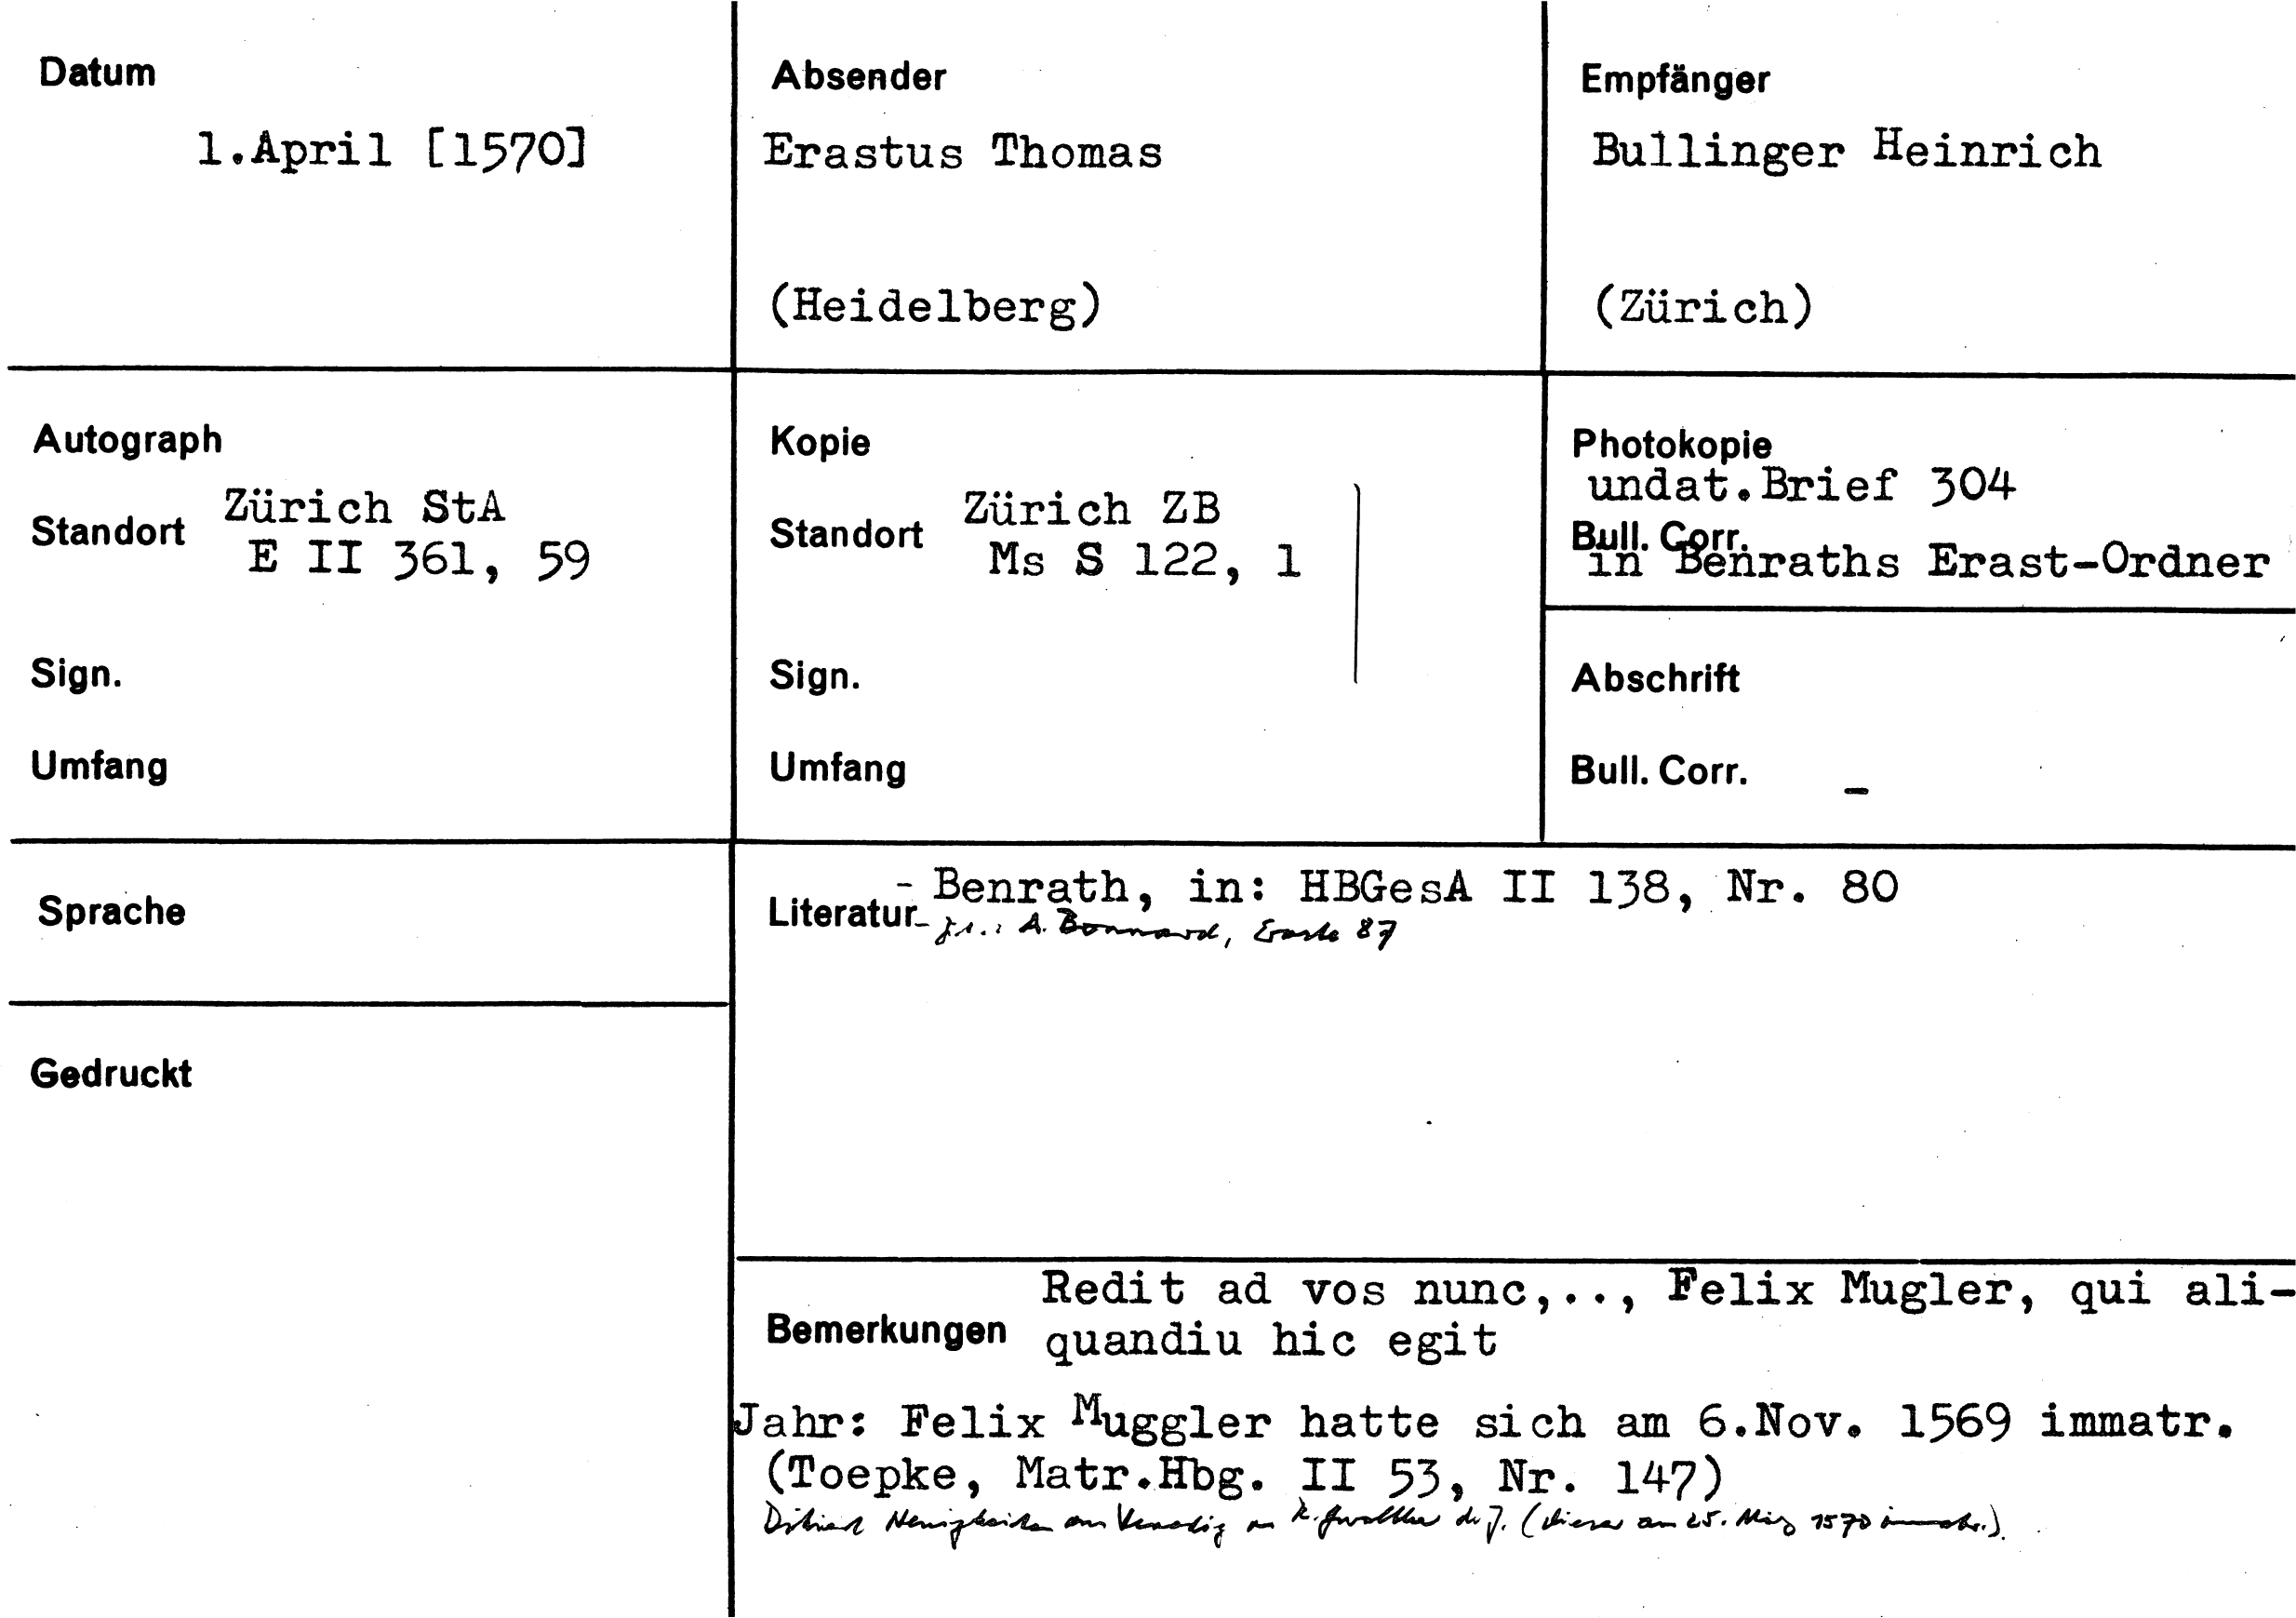 Datum
1.April [1570]
Absender
Erastus Thomas
(Heidelberg)
Empfänger
Bullinger Heinrich
(Zürich)
Autograph
Standort Zürich StA
E II 361, 59
Sign.
Umfang
Kopie
Standort Zürich ZB
Ms S 122, 1
Sign.
Umfang
Photokopie
undat.Brief 304
Bull. Corr.
in Benraths Erast-Ordner
Abschrift
Bull. Corr. -
Sprache
Gedruckt
Literatur - Benrath, in: HBGesA II 138, Nr. 80
- A. Bonnard, Eraste 87
Bemerkungen Redit ad vos nunc,.., Felix Mugler, qui ali-
quandiu hic egit
Jahr: Felix Muggler hatte sich am 6.Nov. 1569 immatr.
(Toepke, Matr.Hbg. II 53, Nr. 147)
Diktiert Neuigkeiten aus Venedig an R. Gwalther d. J. (dieser am 25. März 1570 immatr.).